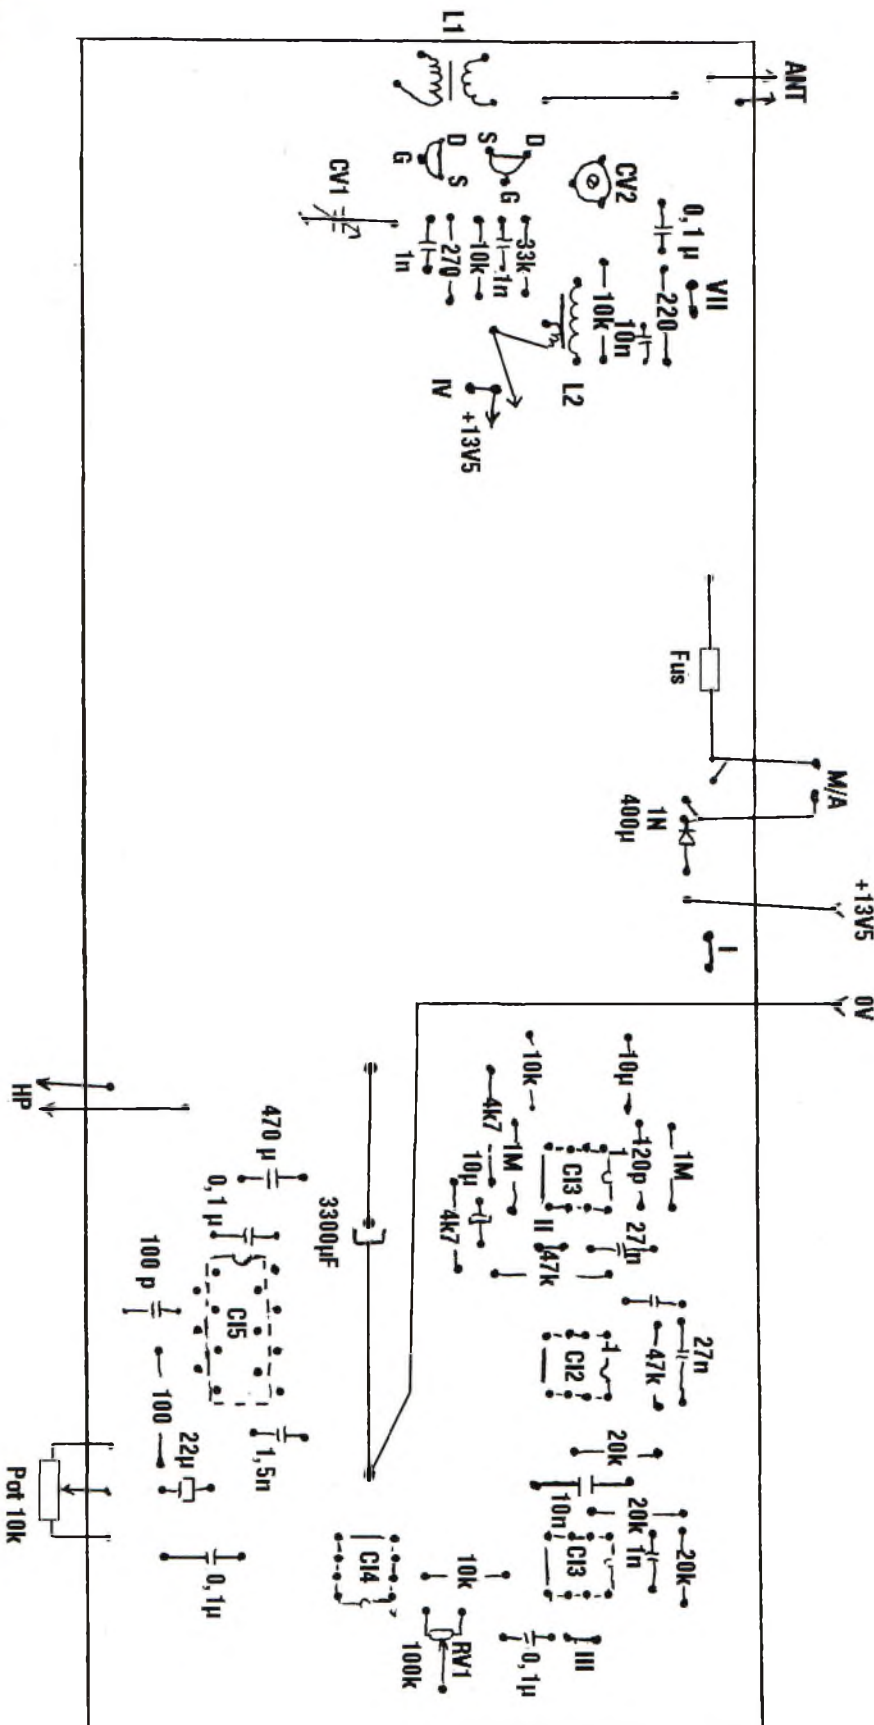 L1
ANT
D
S
G
D
S
G
CV2
CV1
0,1 µ
VII
33k
1n
10k
270
1n
220
10n
10k
L2
IV
+13V5
Fus
M/A
1N
400µ
+13V5
I
0V
HP
10µ
10k
1M
120p
1
CI3
4k7
1M
10µ
4k7
II
27n
47k
470 µ
0,1 µ
3300µF
100 p
CI5
100
22µ
1,5n
Pot 10k
0,1µ
27n
47k
1
CI2
20k
10n
20k
1n
20k
CI3
CI4
10k
RV1
100k
0,1µ
III